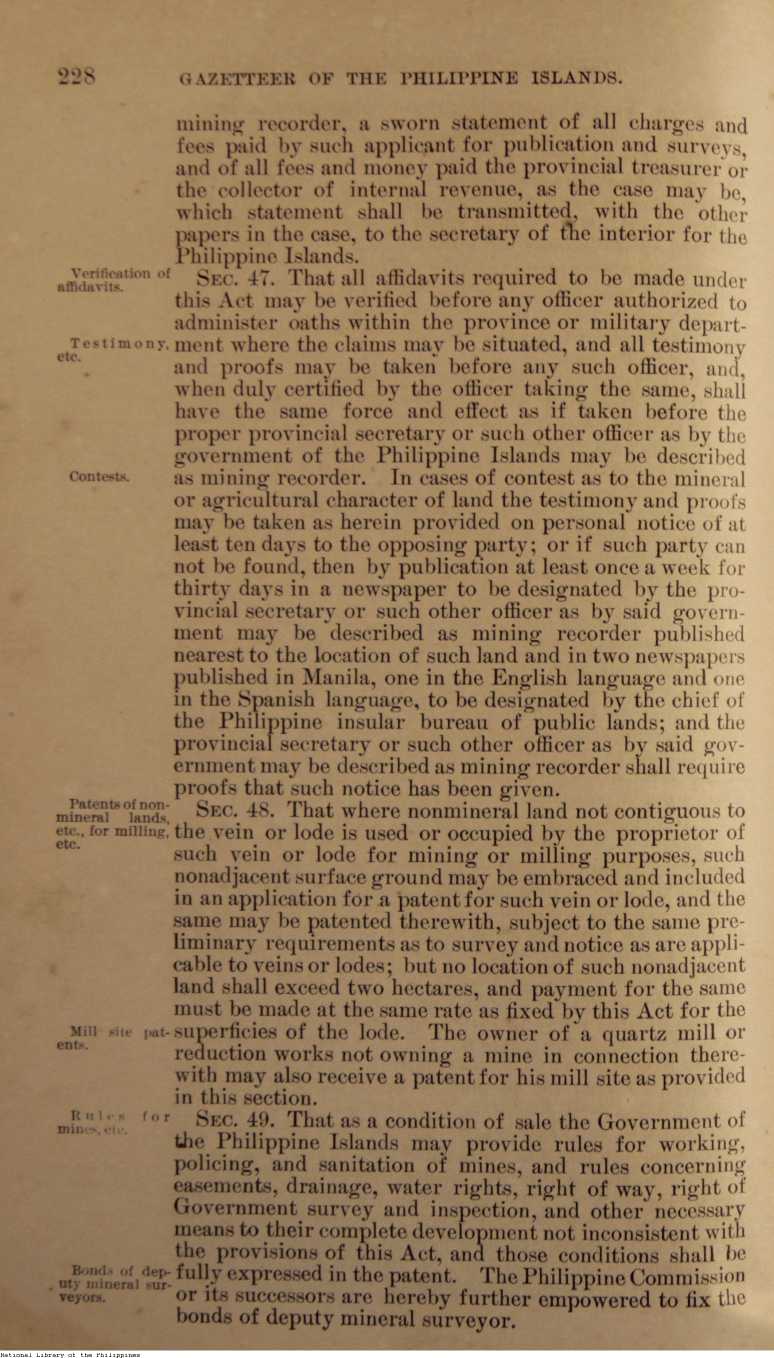 228 GAZETTEER OF THE PHILIPPINE ISLANDS.
mining recorder, a sworn statement of all charges and
fees paid by such applicant for publication and surveys,
and of all fees and money paid the provincial treasurer or
the collector of internal revenue, as the case may be,
which statement shall be transmitted, with the other
papers in the case, to the secretary of the interior for the
Philippine Islands.
Verification of
affidavits.
SEC. 47. That all affidavits required to be made under
this Act may be verified before any officer authorized to
administer oaths within the province or military depart-
Testimony,
etc.
ment where the claims may be situated, and all testimony
and proofs may be taken before any such officer, and,
when duly certified by the officer taking the same, shall
have the same force and effect as if taken before the
proper provincial secretary or such other officer as by the
government of the Philippine Islands may be described
Contests.
as mining recorder. In cases of contest as to the mineral
or agricultural character of land the testimony and proofs
may be taken as herein provided on personal notice of at
least ten days to the opposing party; or if such party can
not be found, then by publication at least once a week for
thirty days in a newspaper to be designated by the pro-
vincial secretary or such other officer as by said govern-
ment may be described as mining recorder published
nearest to the location of such land and in two newspapers
published in Manila, one in the English language and one
in the Spanish language, to be designated by the chief of
the Philippine insular bureau of public lands; and the
provincial secretary or such other officer as by said gov-
ernment may be described as mining recorder shall require
proofs that such notice has been given.
Patents of non-
mineral lands,
etc., for milling,
etc.
SEC. 48. That where nonmineral land not contiguous to
the vein or lode is used or occupied by the proprietor of
such vein or lode for mining or milling purposes, such
nonadjacent surface ground may be embraced and included
in an application for a patent for such vein or lode, and the
same may be patented therewith, subject to the same pre-
liminary requirements as to survey and notice as are appli-
cable to veins or lodes; but no location of such nonadjacent
land shall exceed two hectares, and payment for the same
must be made at the same rate as fixed by this Act for the
Mill site pat-
ents.
superficies of the lode. The owner of a quartz mill or
reduction works not owning a mine in connection there-
with may also receive a patent for his mill site as provided
in this section.
Rules for
mines, etc.
SEC. 49. That as a condition of sale the Government of
the Philippine Islands may provide rules for working,
policing, and sanitation of mines, and rules concerning
easements, drainage, water rights, right of way, right of
Government survey and inspection, and other necessary
means to their complete development not inconsistent with
the provisions of this Act, and those conditions shall be
Bonds of dep-
uty mineral sur-
veyors.
fully expressed in the patent. The Philippine Commission
or its successors are hereby further empowered to fix the
bonds of deputy mineral surveyor.
National Library of the Philippines